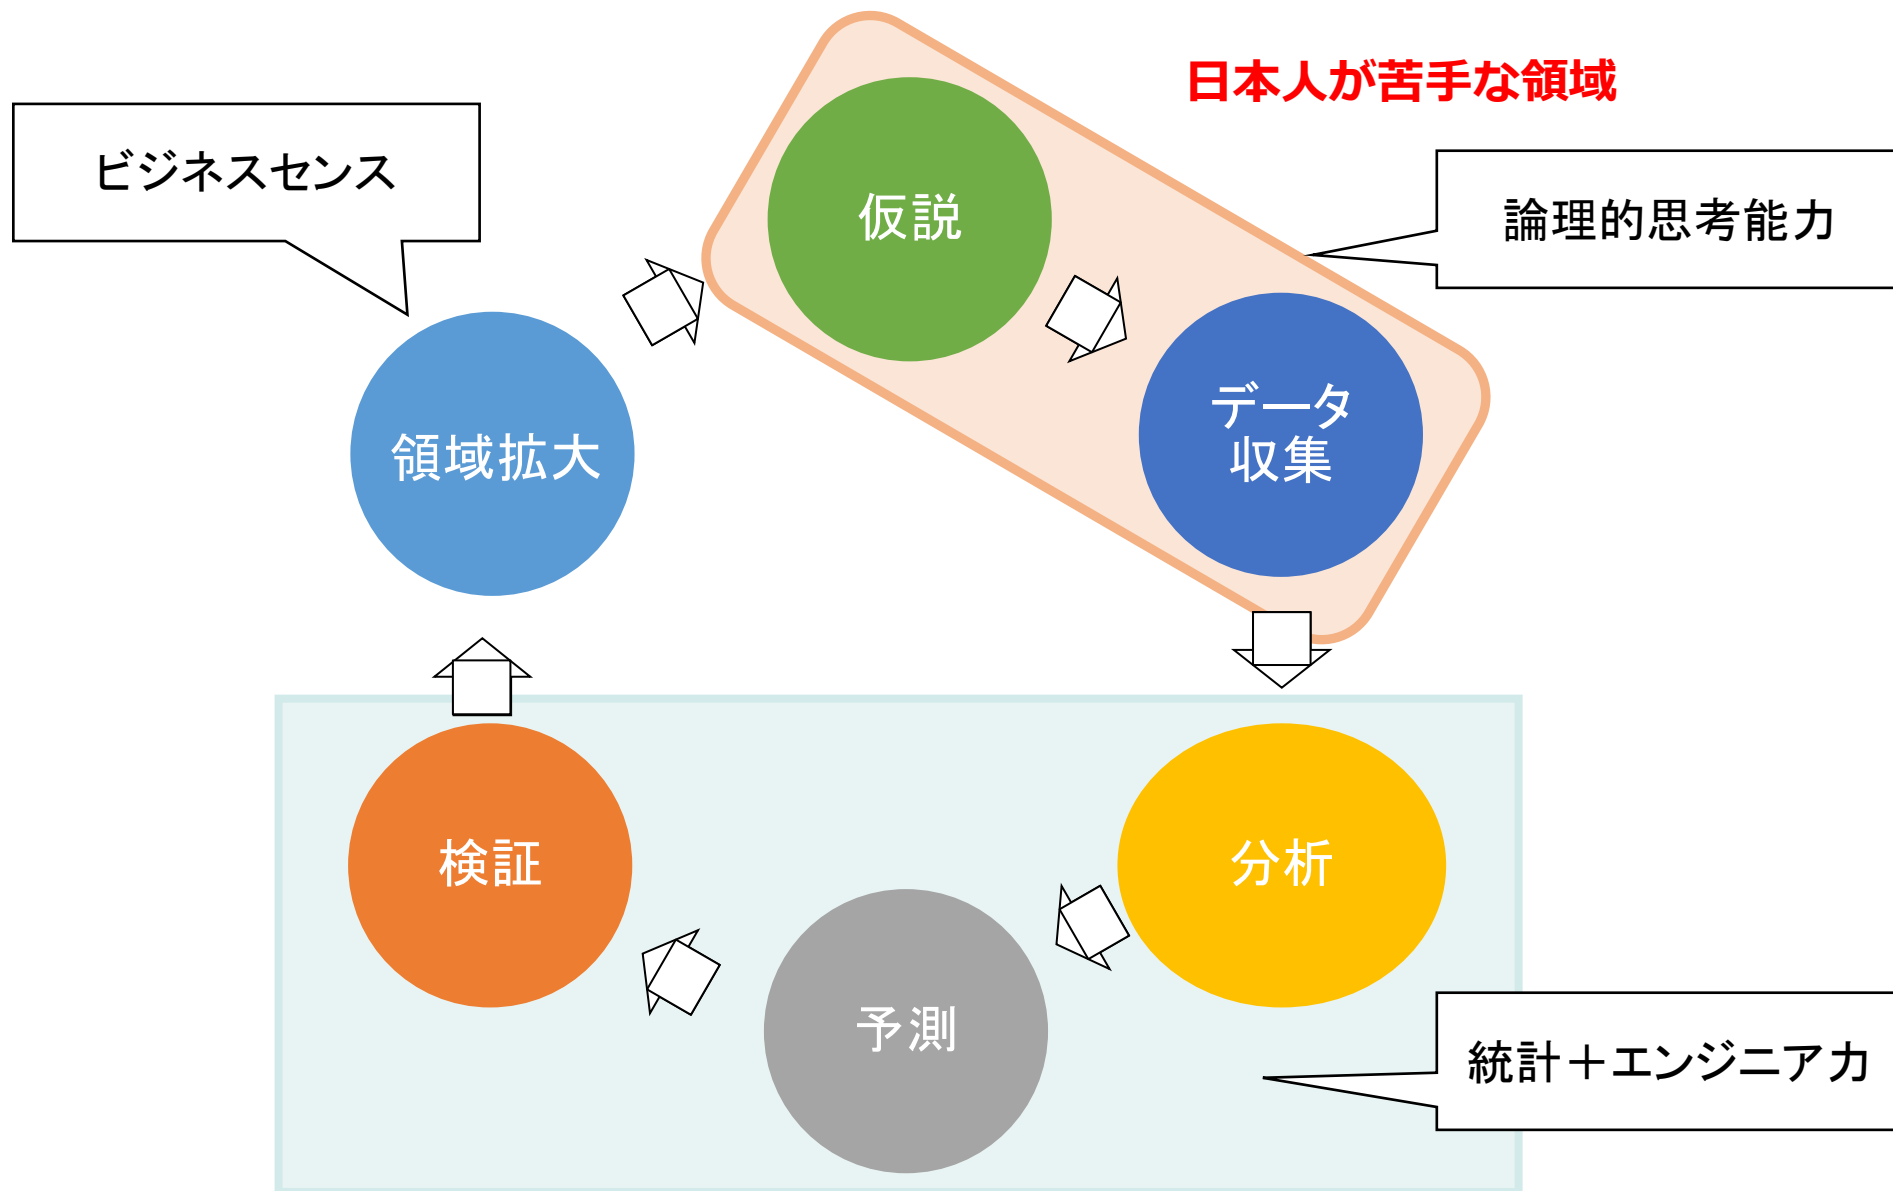 日本人が苦手な領域
ビジネスセンス
仮説
論理的思考能力
データ
収集
領域拡大
検証
分析
予測
統計＋エンジニア力